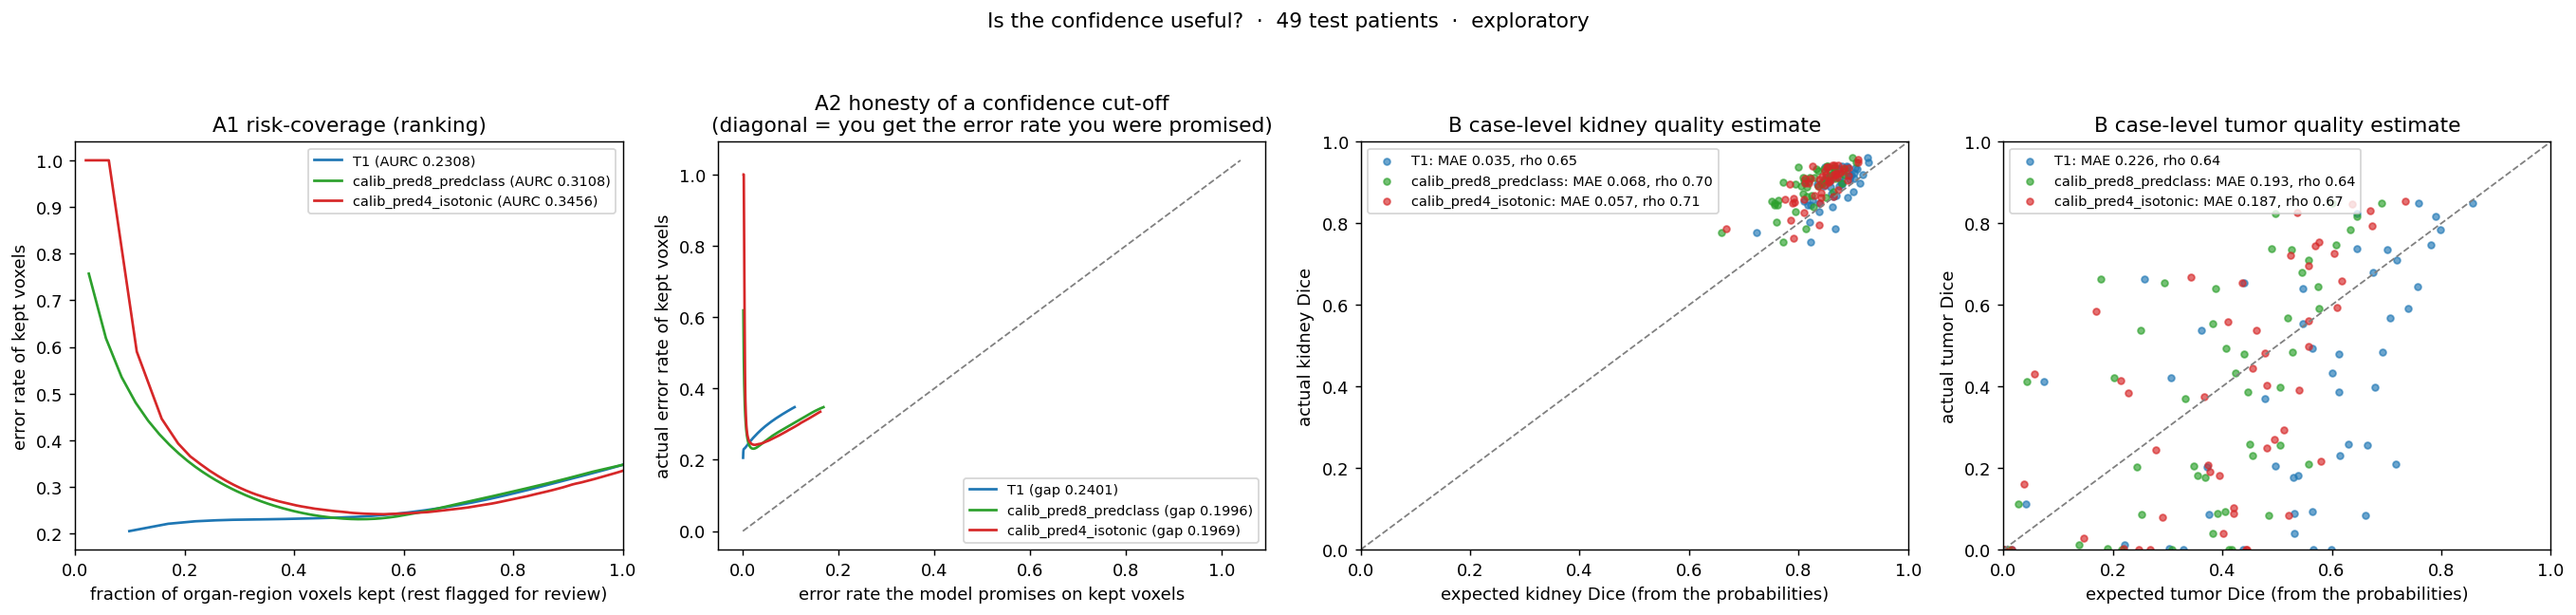 Is the confidence useful? · 49 test patients · exploratory
A1 risk-coverage (ranking)
1.0
0.9
0.8
0.7
0.6
0.5
0.4
0.3
0.2
0.0
0.2
0.4
0.6
0.8
1.0
error rate of kept voxels
fraction of organ-region voxels kept (rest flagged for review)
T1 (AURC 0.2308)
calib_pred8_predclass (AURC 0.3108)
calib_pred4_isotonic (AURC 0.3456)
A2 honesty of a confidence cut-off
(diagonal = you get the error rate you were promised)
1.0
0.8
0.6
0.4
0.2
0.0
0.0
0.2
0.4
0.6
0.8
1.0
actual error rate of kept voxels
error rate the model promises on kept voxels
T1 (gap 0.2401)
calib_pred8_predclass (gap 0.1996)
calib_pred4_isotonic (gap 0.1969)
B case-level kidney quality estimate
1.0
0.8
0.6
0.4
0.2
0.0
0.0
0.2
0.4
0.6
0.8
1.0
actual kidney Dice
expected kidney Dice (from the probabilities)
T1: MAE 0.035, rho 0.65
calib_pred8_predclass: MAE 0.068, rho 0.70
calib_pred4_isotonic: MAE 0.057, rho 0.71
B case-level tumor quality estimate
1.0
0.8
0.6
0.4
0.2
0.0
0.0
0.2
0.4
0.6
0.8
1.0
actual tumor Dice
expected tumor Dice (from the probabilities)
T1: MAE 0.226, rho 0.64
calib_pred8_predclass: MAE 0.193, rho 0.64
calib_pred4_isotonic: MAE 0.187, rho 0.67